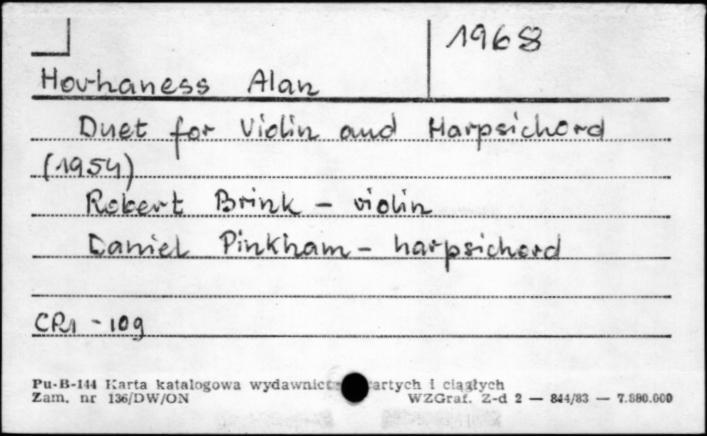 1968
Hovhaness Alan
Duet for Violin and Harpsichord
(1954)
Robert Brink - violin
Daniel Pinkham - harpsichord
CRI - 109
Pu-B-144 Karta katalogowa wydawnict artych i ciągłych
Zam. nr 136/DW/ON WZGraf. Z-d 2 — 844/83 — 7.880.000